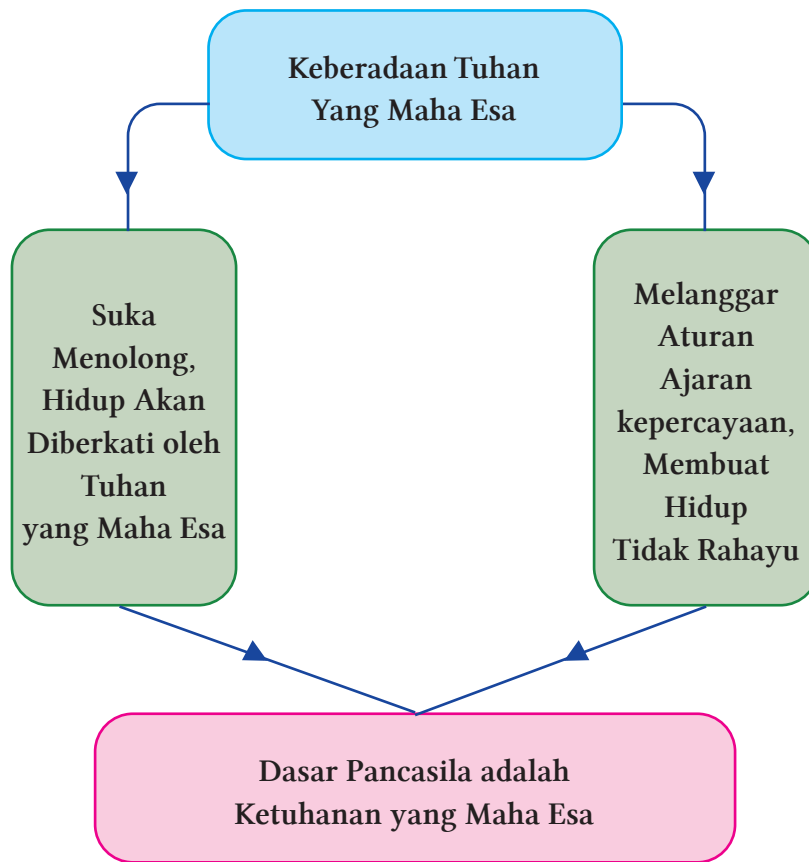 Keberadaan Tuhan
Yang Maha Esa
Suka
Menolong,
Hidup Akan
Diberkati oleh
Tuhan
yang Maha Esa
Melanggar
Aturan
Ajaran
kepercayaan,
Membuat
Hidup
Tidak Rahayu
Dasar Pancasila adalah
Ketuhanan yang Maha Esa